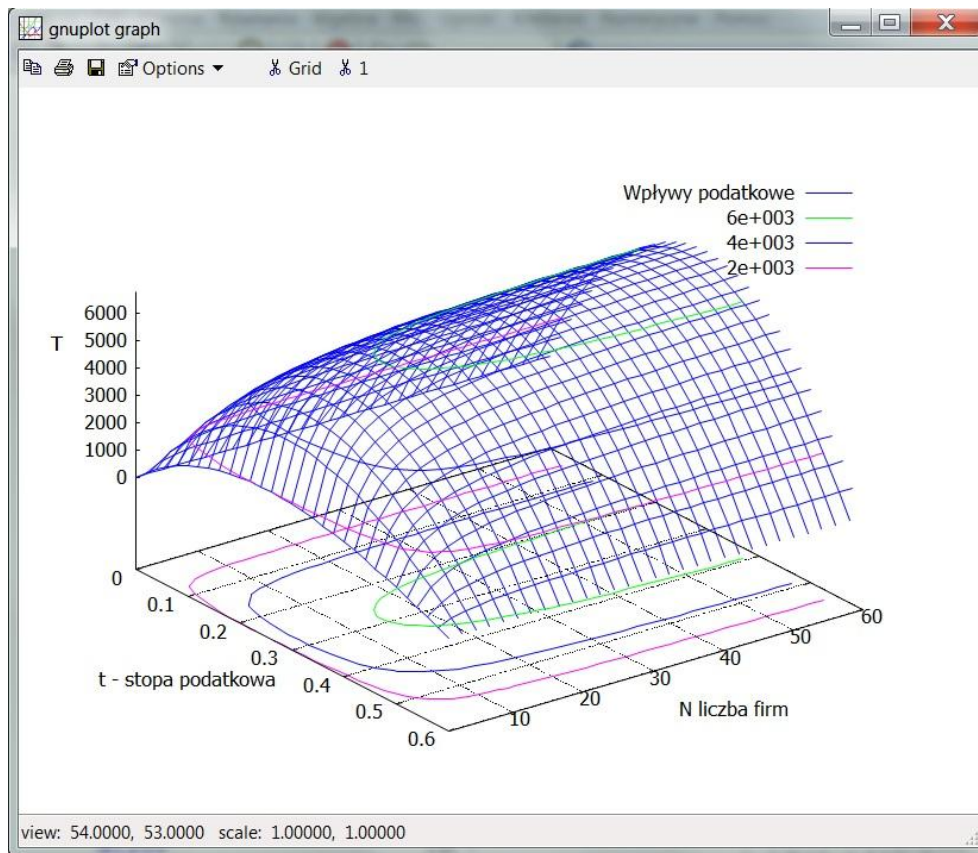 gnuplot graph
Options
Grid
1
Wpływy podatkowe
6e+003
4e+003
2e+003
6000
5000
T
4000
3000
2000
1000
0
0
0.1
0.2
0.3
0.4
0.5
0.6
t - stopa podatkowa
10
20
30
40
50
60
N liczba firm
view: 54.0000, 53.0000 scale: 1.00000, 1.00000